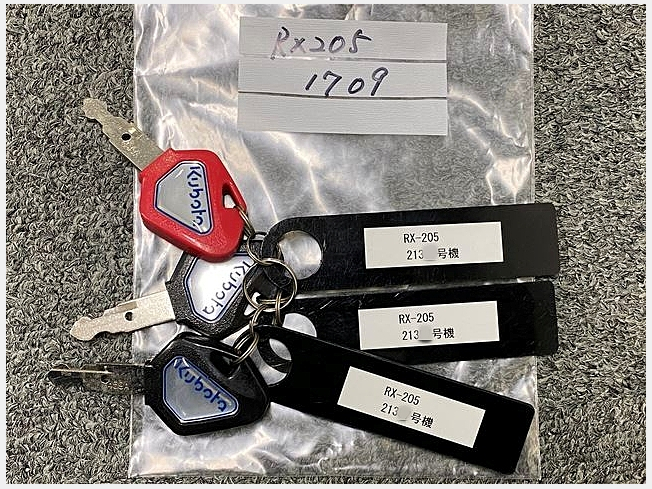 RX205
1709
Kubota
RX-205
213 号機
Kubota
RX-205
213 号機
Kubota
RX-205
213 号機